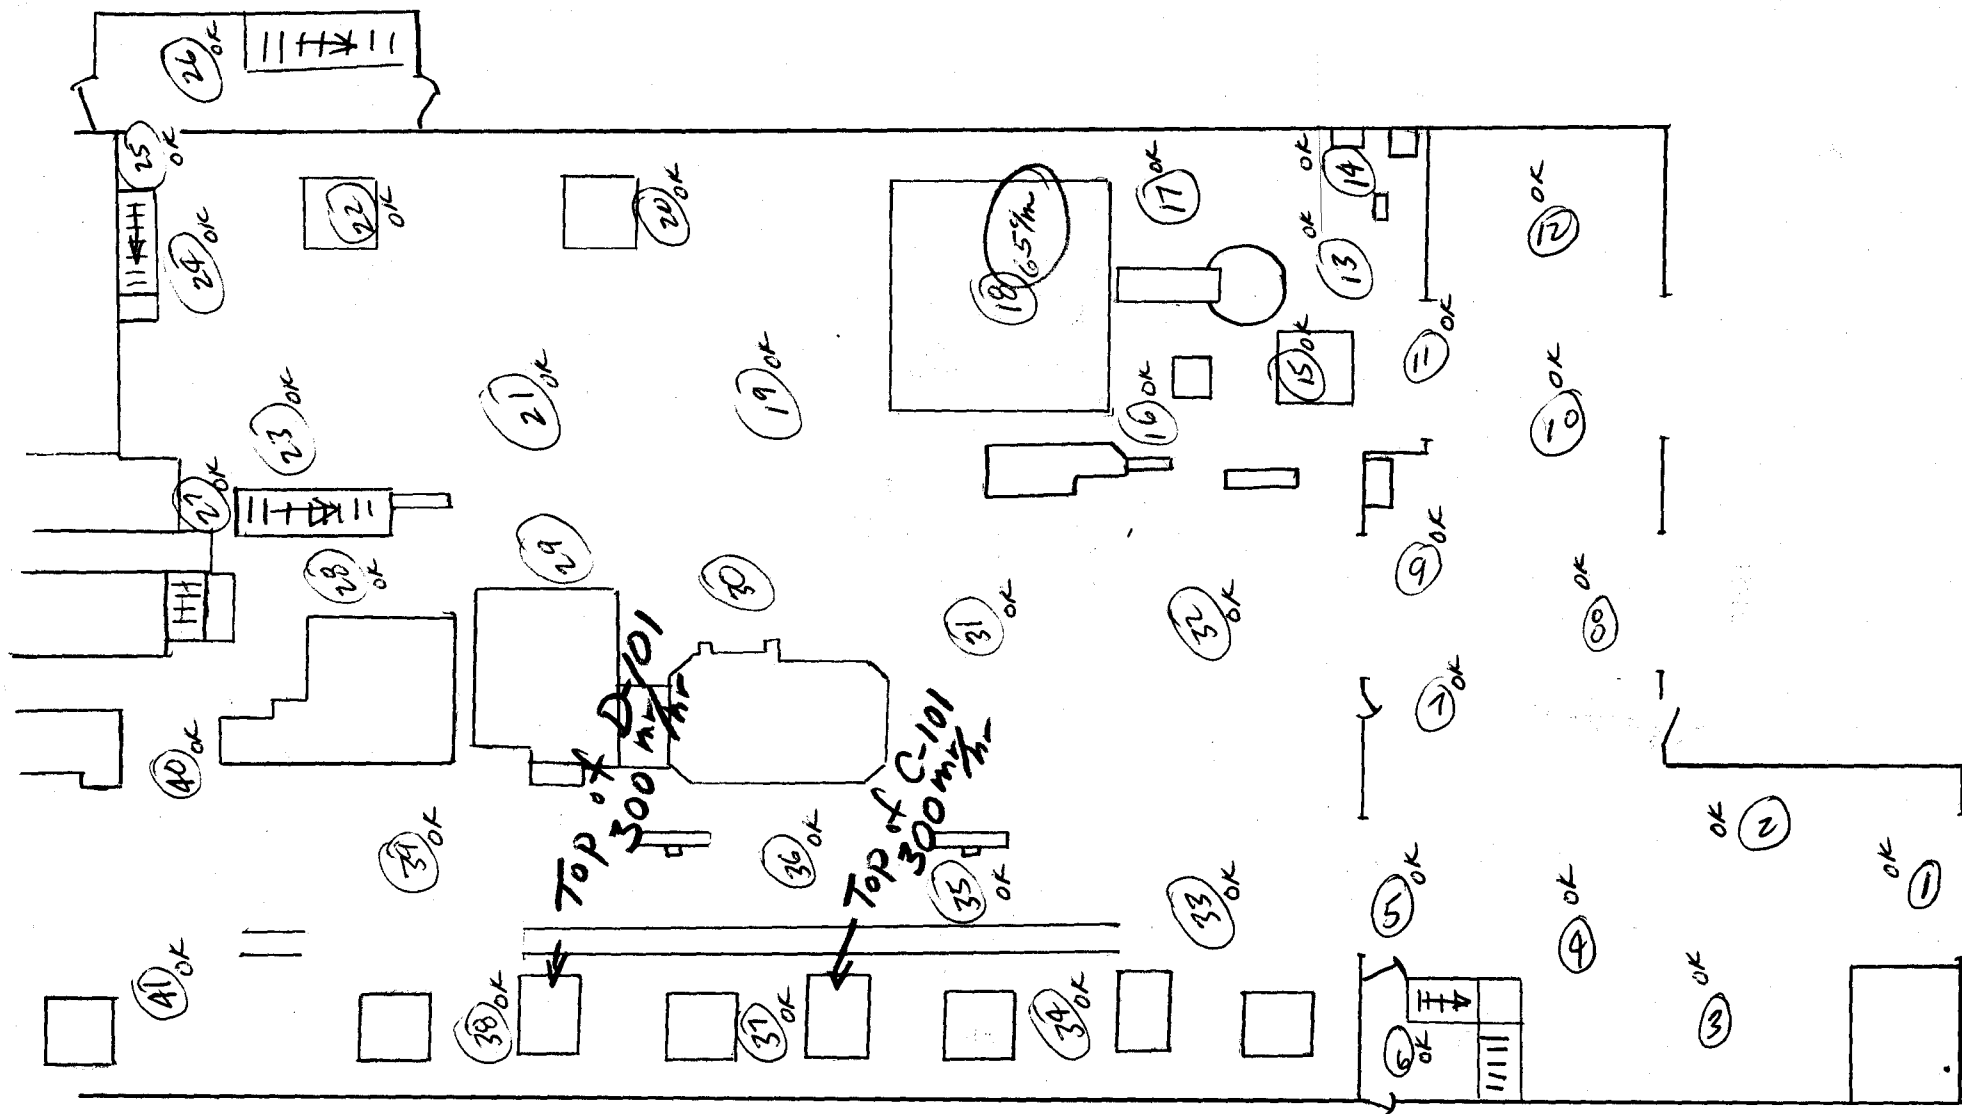 1 OK
2 OK
3 OK
4 OK
5 OK
6 OK
7 OK
8 OK
9 OK
10 OK
11 OK
12 OK
13 OK
14 OK
15 OK
16 OK
17 OK
18 65 c/m
19 OK
20 OK
21 OK
22 OK
23 OK
24 OK
25 OK
26 OK
27 OK
28 OK
29
30
31 OK
32 OK
33 OK
34 OK
35 OK
36 OK
37 OK
38 OK
39 OK
40 OK
41 OK
Top of D-101
300 mr/hr
Top of C-101
300 mr/hr